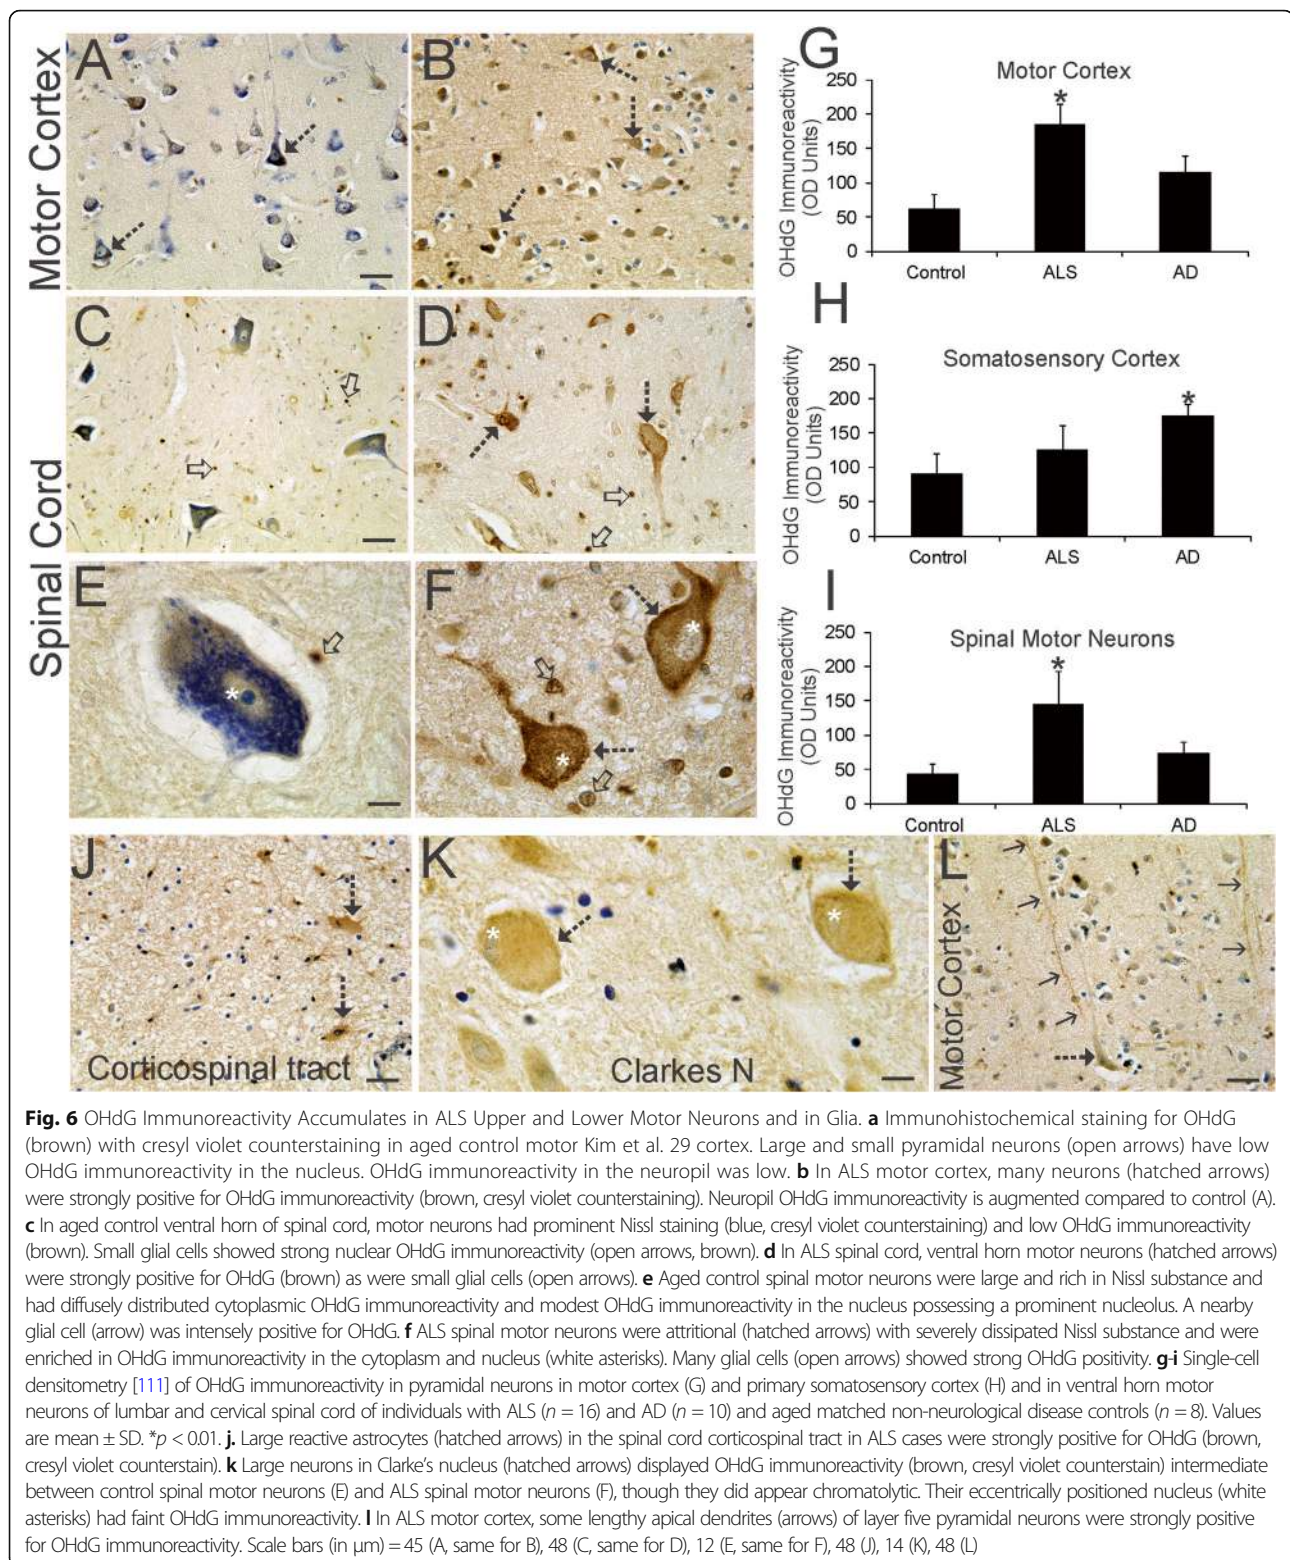 A
B
Motor Cortex
G
Motor Cortex
OHdG Immunoreactivity
(OD Units)
250
200
150
100
50
0
*
Control
ALS
AD
C
D
H
Somatosensory Cortex
OHdG Immunoreactivity
(OD Units)
250
200
150
100
50
0
*
Control
ALS
AD
Spinal Cord
E
*
F
*
*
I
Spinal Motor Neurons
OHdG Immunoreactivity
(OD Units)
250
200
150
100
50
0
*
Control
ALS
AD
J
Corticospinal tract
K
*
*
Clarkes N
L
Motor Cortex
Fig. 6 OHdG Immunoreactivity Accumulates in ALS Upper and Lower Motor Neurons and in Glia. a Immunohistochemical staining for OHdG
(brown) with cresyl violet counterstaining in aged control motor Kim et al. 29 cortex. Large and small pyramidal neurons (open arrows) have low
OHdG immunoreactivity in the nucleus. OHdG immunoreactivity in the neuropil was low. b In ALS motor cortex, many neurons (hatched arrows)
were strongly positive for OHdG immunoreactivity (brown, cresyl violet counterstaining). Neuropil OHdG immunoreactivity is augmented compared to control (A).
c In aged control ventral horn of spinal cord, motor neurons had prominent Nissl staining (blue, cresyl violet counterstaining) and low OHdG immunoreactivity
(brown). Small glial cells showed strong nuclear OHdG immunoreactivity (open arrows, brown). d In ALS spinal cord, ventral horn motor neurons (hatched arrows)
were strongly positive for OHdG (brown) as were small glial cells (open arrows). e Aged control spinal motor neurons were large and rich in Nissl substance and
had diffusely distributed cytoplasmic OHdG immunoreactivity and modest OHdG immunoreactivity in the nucleus possessing a prominent nucleolus. A nearby
glial cell (arrow) was intensely positive for OHdG. f ALS spinal motor neurons were attritional (hatched arrows) with severely dissipated Nissl substance and were
enriched in OHdG immunoreactivity in the cytoplasm and nucleus (white asterisks). Many glial cells (open arrows) showed strong OHdG positivity. g-i Single-cell
densitometry [111] of OHdG immunoreactivity in pyramidal neurons in motor cortex (G) and primary somatosensory cortex (H) and in ventral horn motor
neurons of lumbar and cervical spinal cord of individuals with ALS (n = 16) and AD (n = 10) and aged matched non-neurological disease controls (n = 8). Values
are mean ± SD. *p < 0.01. j. Large reactive astrocytes (hatched arrows) in the spinal cord corticospinal tract in ALS cases were strongly positive for OHdG (brown,
cresyl violet counterstain). k Large neurons in Clarke's nucleus (hatched arrows) displayed OHdG immunoreactivity (brown, cresyl violet counterstain) intermediate
between control spinal motor neurons (E) and ALS spinal motor neurons (F), though they did appear chromatolytic. Their eccentrically positioned nucleus (white
asterisks) had faint OHdG immunoreactivity. l In ALS motor cortex, some lengthy apical dendrites (arrows) of layer five pyramidal neurons were strongly positive
for OHdG immunoreactivity. Scale bars (in μm) = 45 (A, same for B), 48 (C, same for D), 12 (E, same for F), 48 (J), 14 (K), 48 (L)